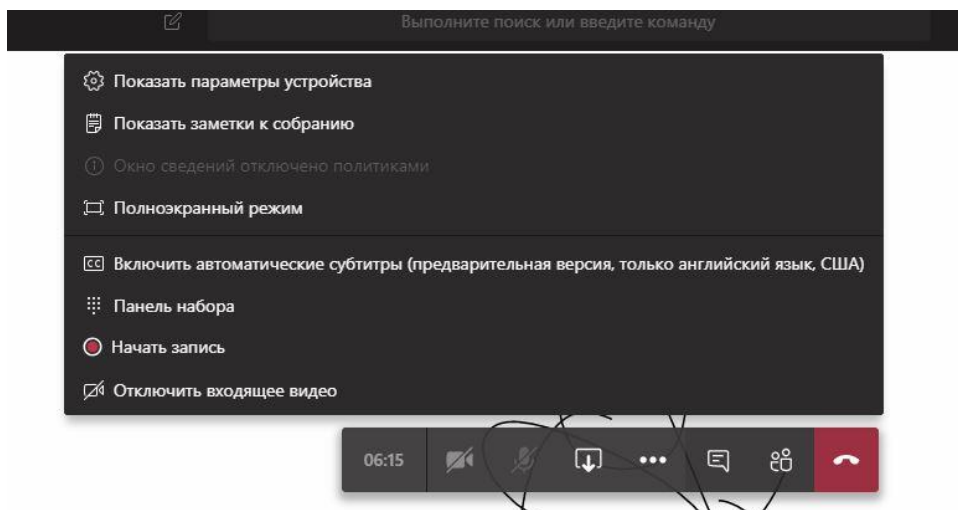 Выполните поиск или введите команду
Показать параметры устройства
Показать заметки к собранию
Окно сведений отключено политиками
Полноэкранный режим
CC Включить автоматические субтитры (предварительная версия, только английский язык, США)
Панель набора
Начать запись
Отключить входящее видео
06:15